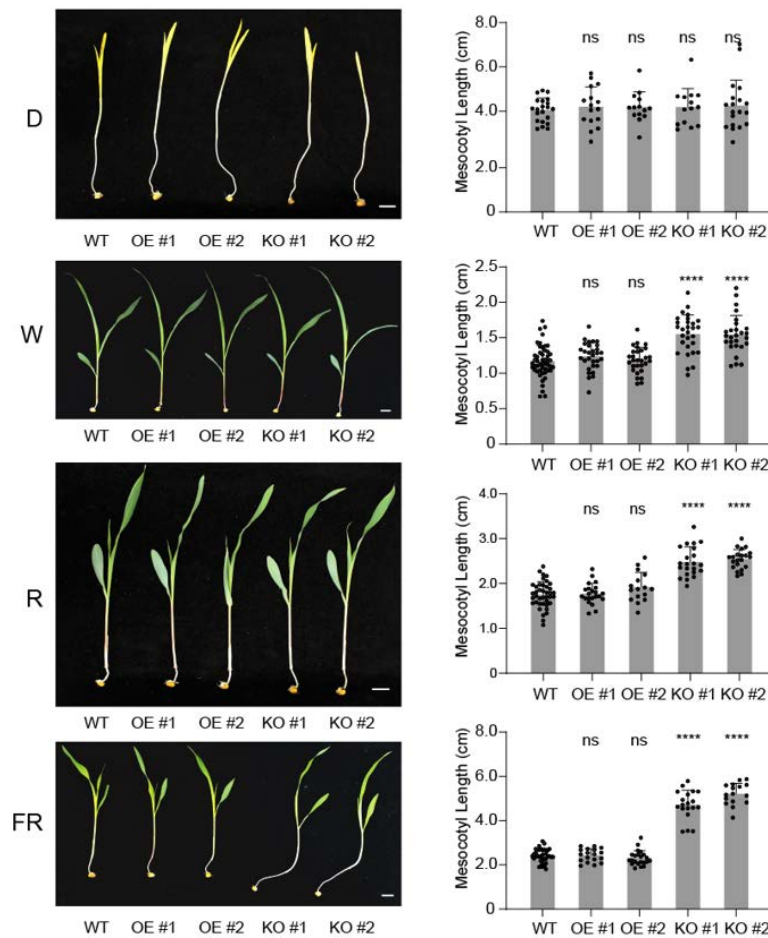 D
WT OE #1 OE #2 KO #1 KO #2
Mesocotyl Length (cm)
8.0
6.0
4.0
2.0
0
ns ns ns ns
WT OE #1 OE #2 KO #1 KO #2
W
WT OE #1 OE #2 KO #1 KO #2
Mesocotyl Length (cm)
2.5
2.0
1.5
1.0
0.5
0
ns ns **** ****
WT OE #1 OE #2 KO #1 KO #2
R
WT OE #1 OE #2 KO #1 KO #2
Mesocotyl Length (cm)
4.0
3.0
2.0
1.0
0
ns ns **** ****
WT OE #1 OE #2 KO #1 KO #2
FR
WT OE #1 OE #2 KO #1 KO #2
Mesocotyl Length (cm)
8.0
6.0
4.0
2.0
0
ns ns **** ****
WT OE #1 OE #2 KO #1 KO #2